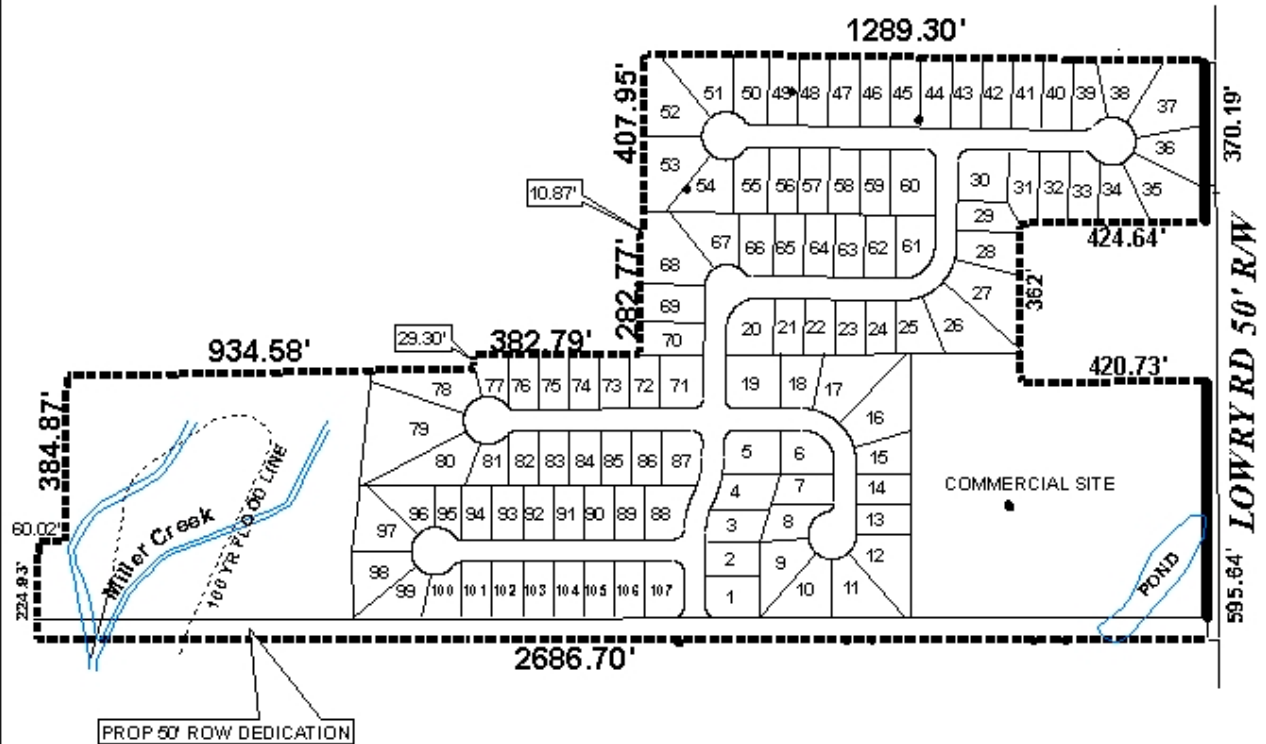 1289.30'
407.95'
370.19'
51 50 49 48 47 46 45 44 43 42 41 40 39 38
52 37
36
53 54 55 56 57 58 59 60 30 31 32 33 34 35
10.87'
29
424.64'
67 66 65 64 63 62 61 28
68
282.77'
27
362'
69
70 20 21 22 23 24 25 26
29.30'
382.79'
934.58'
420.73'
LOWRY RD 50' R/W
78 77 76 75 74 73 72 71 19 18 17
79 16
384.87'
80 81 82 83 84 85 86 87 5 6 15
COMMERCIAL SITE
4 7 14
96 95 94 93 92 91 90 89 88
97 3 8 13
60.02'
Miller Creek
100 YR FLOOD LINE
98 2 9 12
POND
99 100 101 102 103 104 105 106 107 1 10 11
224.93'
595.64'
2686.70'
PROP 50' ROW DEDICATION